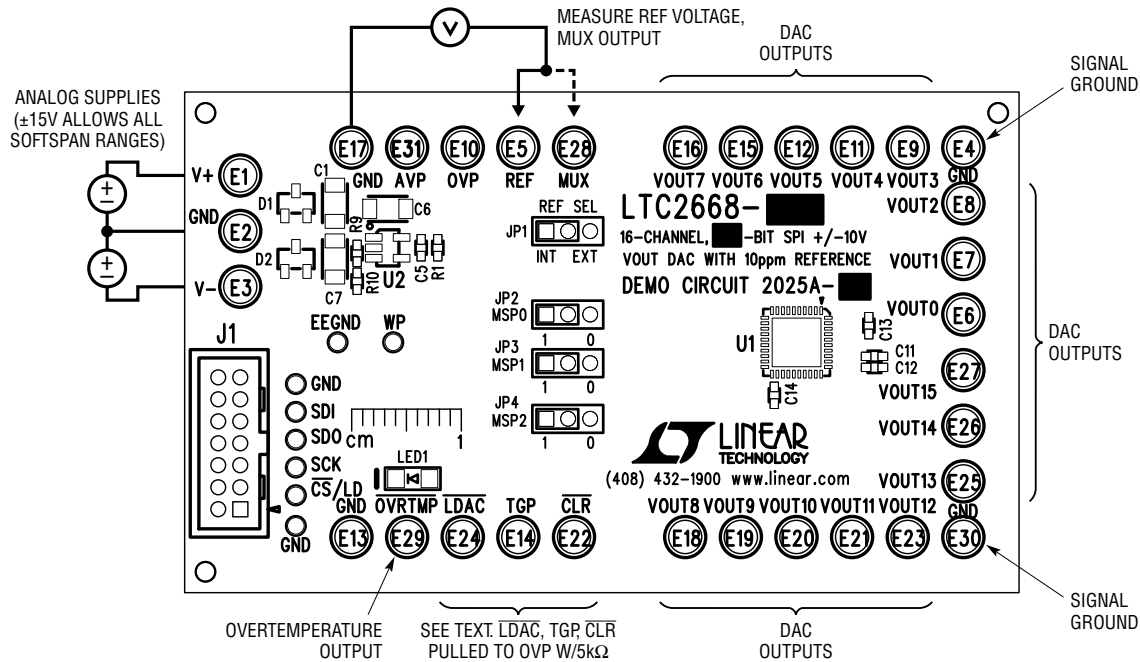 MEASURE REF VOLTAGE,
MUX OUTPUT
V
DAC
OUTPUTS
SIGNAL
GROUND
ANALOG SUPPLIES
(±15V ALLOWS ALL
SOFTSPAN RANGES)
E17 E31 E10 E5 E28 E16 E15 E12 E11 E9 E4
GND AVP OVP REF MUX VOUT7 VOUT6 VOUT5 VOUT4 VOUT3 GND
V+ E1
C1
D1
C6
REF SEL
JP1
INT EXT
LTC2668-
VOUT2 E8
GND
E2
16-CHANNEL, -BIT SPI +/-10V
VOUT DAC WITH 10ppm REFERENCE
DEMO CIRCUIT 2025A-
VOUT1 E7
R9
D2
R10
U2
C5
R1
V- E3
C7
JP2
MSP0
1 0
VOUT0 E6
EEGND WP
J1
JP3
MSP1
1 0
U1
C13
C11
C12
C14
DAC
OUTPUTS
E27
VOUT15
GND
SDI
SDO
SCK
CS/LD
GND
cm 1
JP4
MSP2
1 0
VOUT14 E26
LINEAR
TECHNOLOGY
(408) 432-1900 www.linear.com
LED1
VOUT13 E25
GND OVRTMP LDAC TGP CLR VOUT8 VOUT9 VOUT10 VOUT11 VOUT12 GND
E13 E29 E24 E14 E22 E18 E19 E20 E21 E23 E30
OVERTEMPERATURE
OUTPUT
SEE TEXT. LDAC, TGP, CLR
PULLED TO OVP W/5kΩ
DAC
OUTPUTS
SIGNAL
GROUND